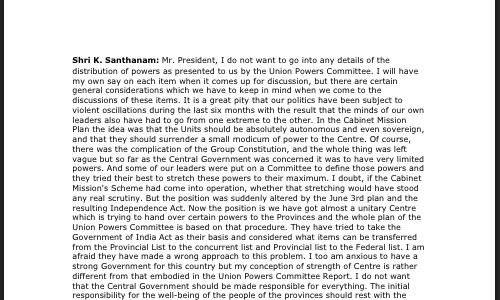 Shri K. Santhanam: Mr. President, I do not want to go into any details of the
distribution of powers as presented to us by the Union Powers Committee. I will have
my own say on each item when it comes up for discussion, but there are certain
general considerations which we have to keep in mind when we come to the
discussions of these items. It is a great pity that our politics have been subject to
violent oscillations during the last six months with the result that the minds of our own
leaders also have had to go from one extreme to the other. In the Cabinet Mission
Plan the idea was that the Units should be absolutely autonomous and even sovereign,
and that they should surrender a small modicum of power to the Centre. Of course,
there was the complication of the Group Constitution, and the whole thing was left
vague but so far as the Central Government was concerned it was to have very limited
powers. And some of our leaders were put on a Committee to define those powers and
they tried their best to stretch these powers to their maximum. I doubt, if the Cabinet
Mission's Scheme had come into operation, whether that stretching would have stood
any real scrutiny. But the position was suddenly altered by the June 3rd plan and the
resulting Independence Act. Now the position is we have got almost a unitary Centre
which is trying to hand over certain powers to the Provinces and the whole plan of the
Union Powers Committee is based on that procedure. They have tried to take the
Government of India Act as their basis and considered what items can be transferred
from the Provincial List to the concurrent list and Provincial list to the Federal list. I am
afraid they have made a wrong approach to this problem. I too am anxious to have a
strong Government for this country but my conception of strength of Centre is rather
different from that embodied in the Union Powers Committee Report. I do not want
that the Central Government should be made responsible for everything. The initial
responsibility for the well-being of the people of the provinces should rest with the